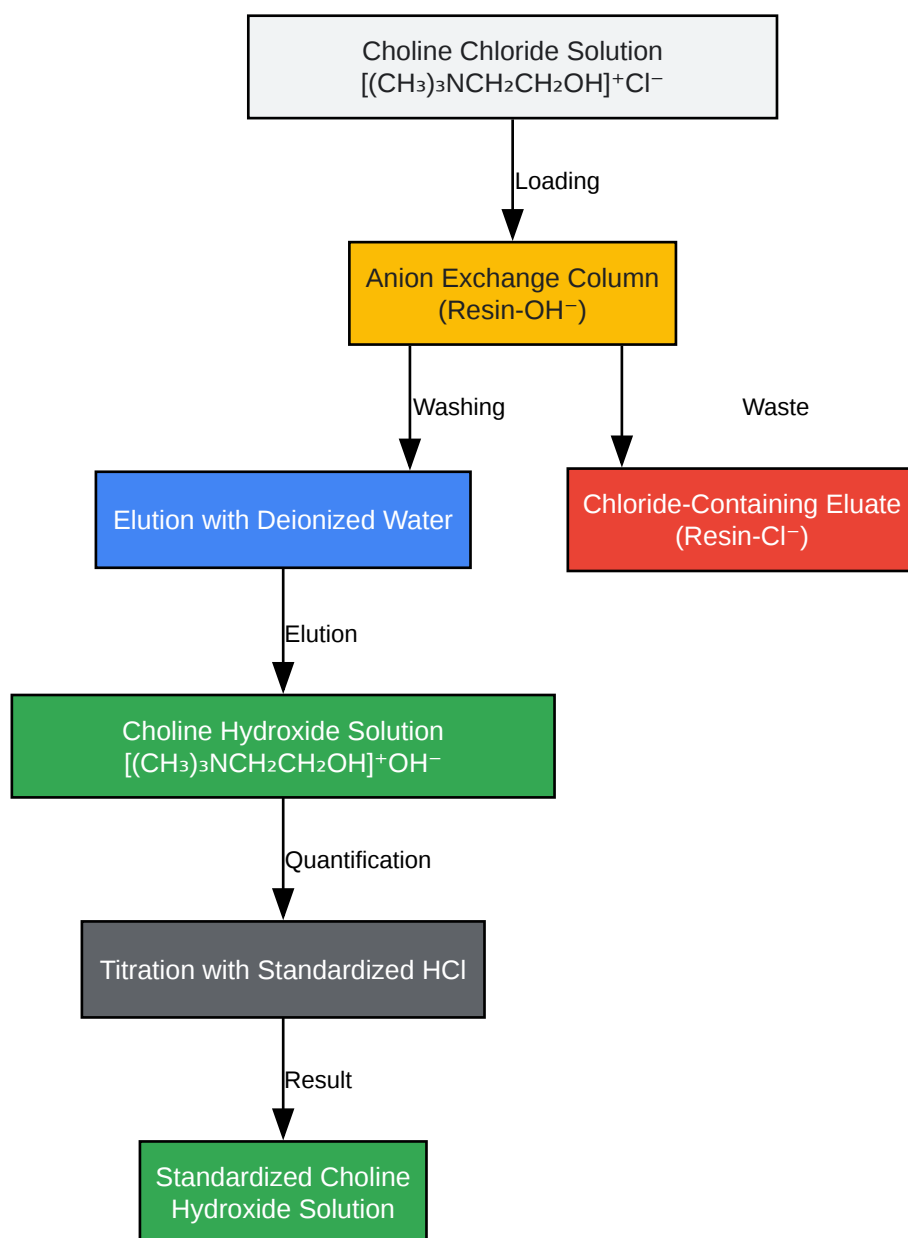 Choline Chloride Solution
[(CH₃)₃NCH₂CH₂OH]⁺Cl⁻
Loading
Anion Exchange Column
(Resin-OH⁻)
Washing
Waste
Elution with Deionized Water
Chloride-Containing Eluate
(Resin-Cl⁻)
Elution
Choline Hydroxide Solution
[(CH₃)₃NCH₂CH₂OH]⁺OH⁻
Quantification
Titration with Standardized HCl
Result
Standardized Choline
Hydroxide Solution